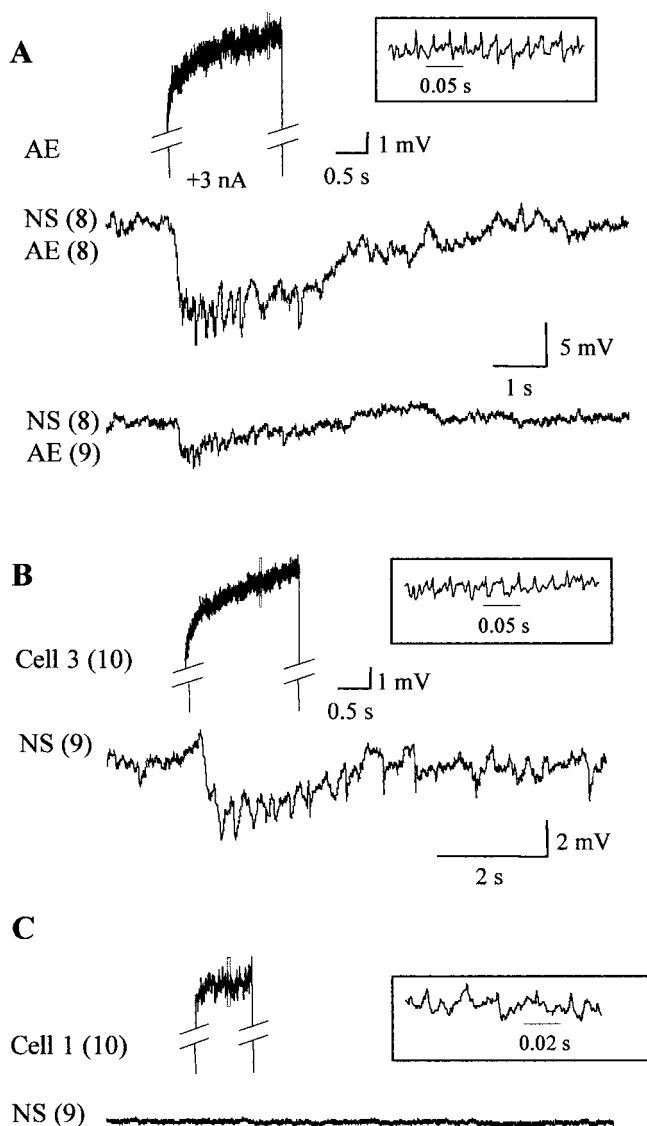 A
0.05 s
AE
1 mV
0.5 s
+3 nA
NS (8)
AE (8)
5 mV
1 s
NS (8)
AE (9)
B
0.05 s
Cell 3 (10)
1 mV
0.5 s
NS (9)
2 mV
2 s
C
0.02 s
Cell 1 (10)
NS (9)